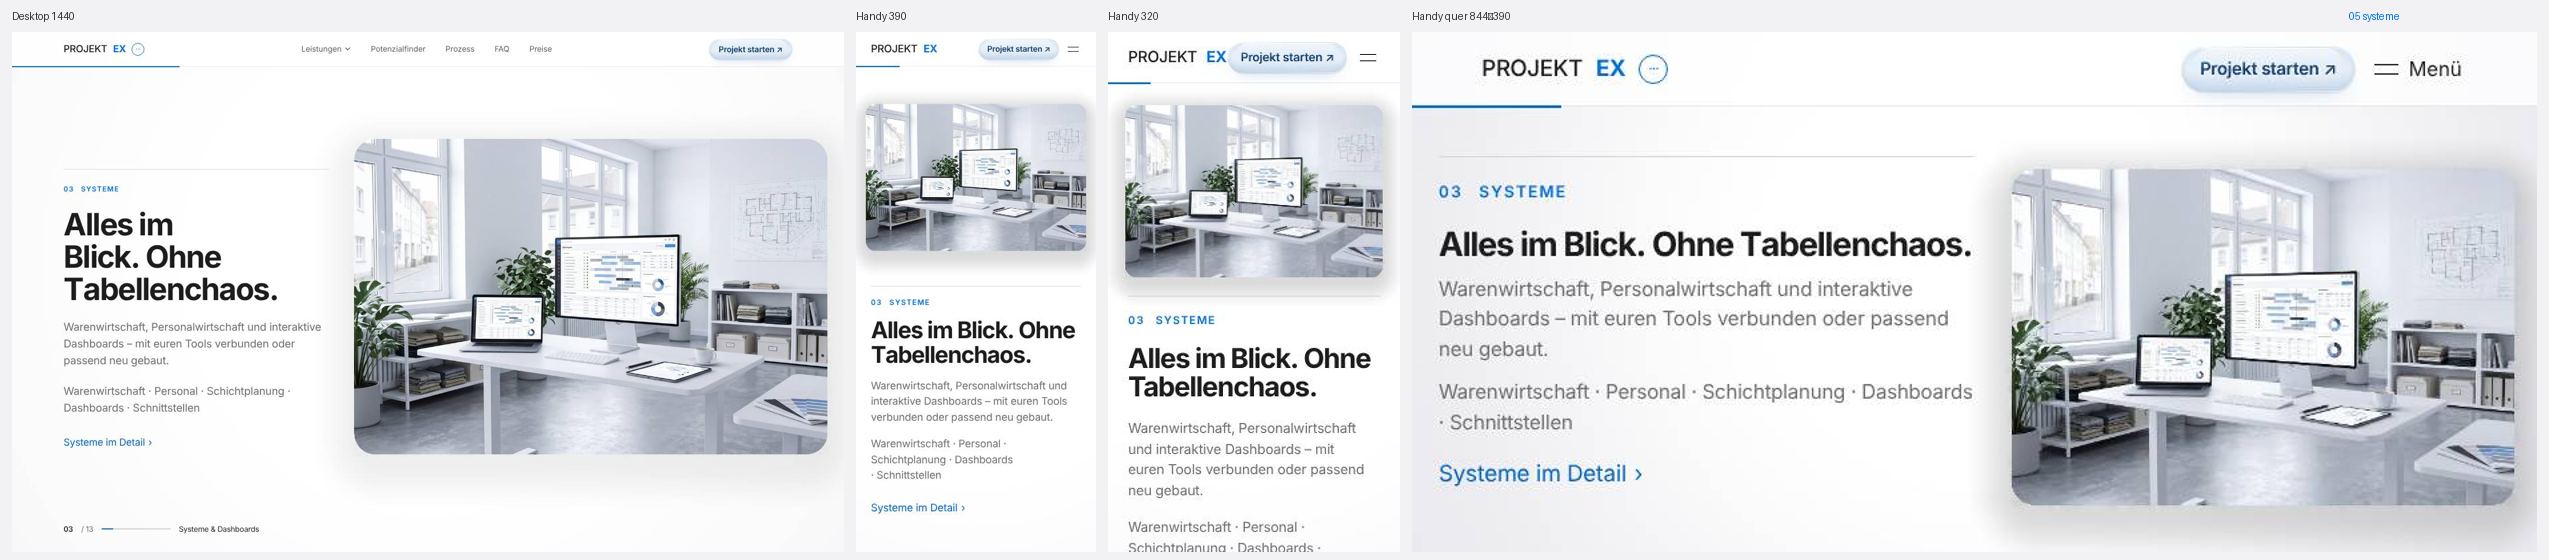 Desktop 1440
PROJEKT EX
Leistungen
Potenzialfinder
Prozess
FAQ
Preise
Projekt starten ↗
03 SYSTEME
Alles im
Blick. Ohne
Tabellenchaos.
Warenwirtschaft, Personalwirtschaft und interaktive
Dashboards – mit euren Tools verbunden oder
passend neu gebaut.
Warenwirtschaft · Personal · Schichtplanung ·
Dashboards · Schnittstellen
Systeme im Detail ›
03 / 13
Systeme & Dashboards
Handy 390
PROJEKT EX
Projekt starten ↗
03 SYSTEME
Alles im Blick. Ohne
Tabellenchaos.
Warenwirtschaft, Personalwirtschaft und
interaktive Dashboards – mit euren Tools
verbunden oder passend neu gebaut.
Warenwirtschaft · Personal ·
Schichtplanung · Dashboards
· Schnittstellen
Systeme im Detail ›
Handy 320
PROJEKT EX
Projekt starten ↗
03 SYSTEME
Alles im Blick. Ohne
Tabellenchaos.
Warenwirtschaft, Personalwirtschaft
und interaktive Dashboards – mit
euren Tools verbunden oder passend
neu gebaut.
Warenwirtschaft · Personal ·
Schichtplanung · Dashboards ·
Handy quer 844 390
05 systeme
PROJEKT EX
Projekt starten ↗
Menü
03 SYSTEME
Alles im Blick. Ohne Tabellenchaos.
Warenwirtschaft, Personalwirtschaft und interaktive
Dashboards – mit euren Tools verbunden oder passend
neu gebaut.
Warenwirtschaft · Personal · Schichtplanung · Dashboards
· Schnittstellen
Systeme im Detail ›